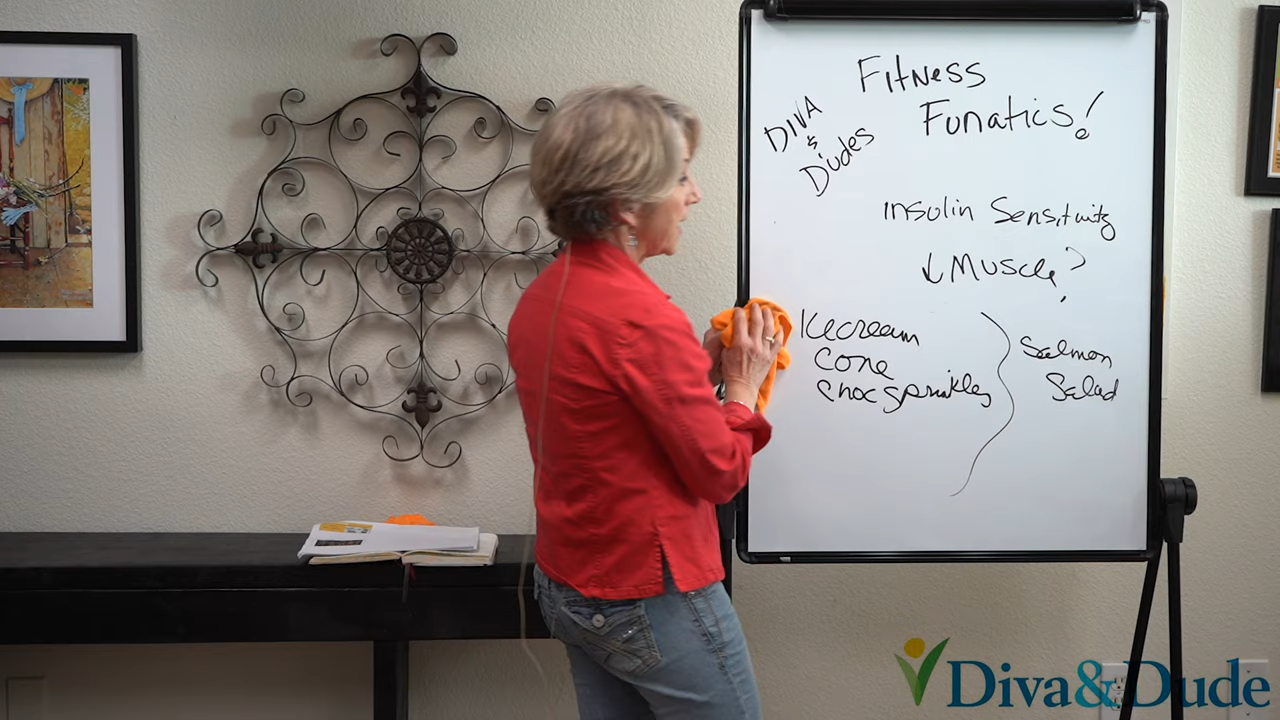 Fitness
Funatics!
DIVA
&
Dudes
insulin Sensitivity
↓ Muscle?
Icecream
Cone
Choc sprinkles
Salmon
Salad
Diva&Dude